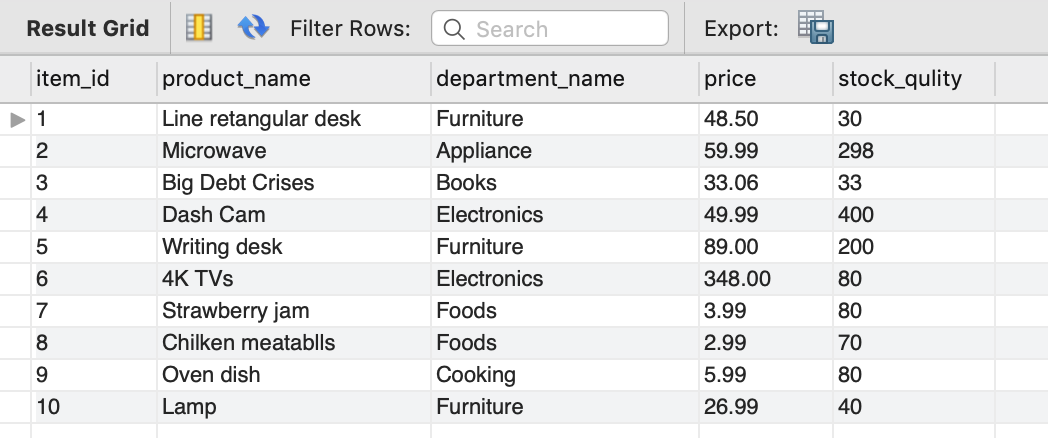 Result Grid Filter Rows: Search Export:
item_id product_name department_name price stock_qulity
1 Line retangular desk Furniture 48.50 30
2 Microwave Appliance 59.99 298
3 Big Debt Crises Books 33.06 33
4 Dash Cam Electronics 49.99 400
5 Writing desk Furniture 89.00 200
6 4K TVs Electronics 348.00 80
7 Strawberry jam Foods 3.99 80
8 Chilken meatablls Foods 2.99 70
9 Oven dish Cooking 5.99 80
10 Lamp Furniture 26.99 40